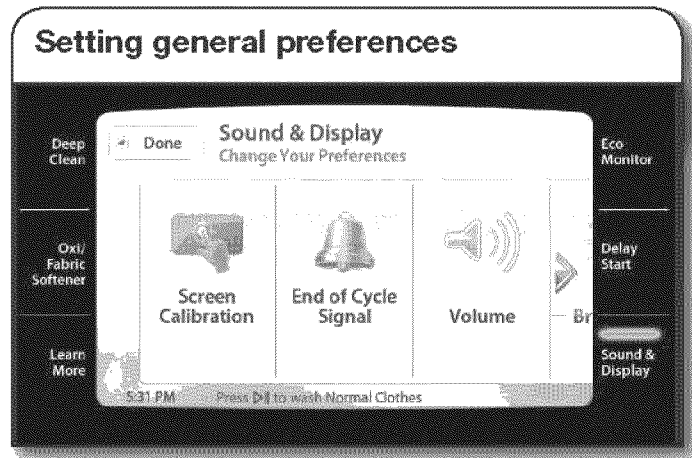 Setting general preferences
Deep
Clean
Oxi/
Fabric
Softener
Learn
More
Done
Sound & Display
Change Your Preferences
Screen
Calibration
End of Cycle
Signal
Volume
Br
5:31 PM
Press ▷|| to wash Normal Clothes
Eco
Monitor
Delay
Start
Sound &
Display